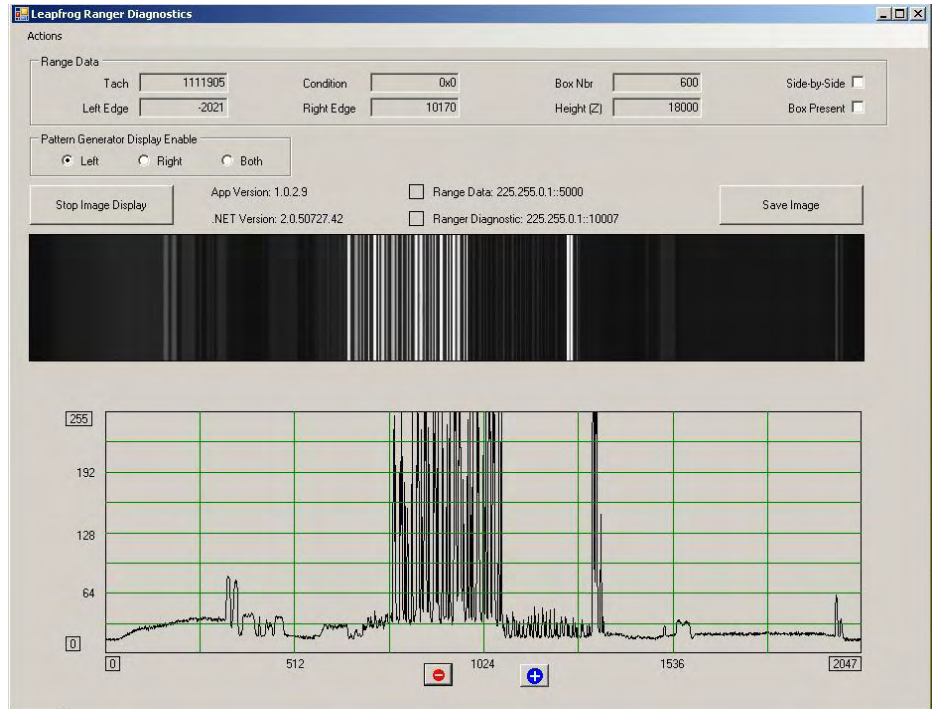 Leapfrog Ranger Diagnostics
Actions
Range Data
Tach 1111905 Condition 0x0 Box Nbr 600 Side-by-Side
Left Edge -2021 Right Edge 10170 Height (Z) 18000 Box Present
Pattern Generator Display Enable
Left Right Both
Stop Image Display App Version: 1.0.2.9 Range Data: 225.255.0.1::5000 Save Image
.NET Version: 2.0.50727.42 Ranger Diagnostic: 225.255.0.1::10007
255
192
128
64
0
0 512 1024 1536 2047